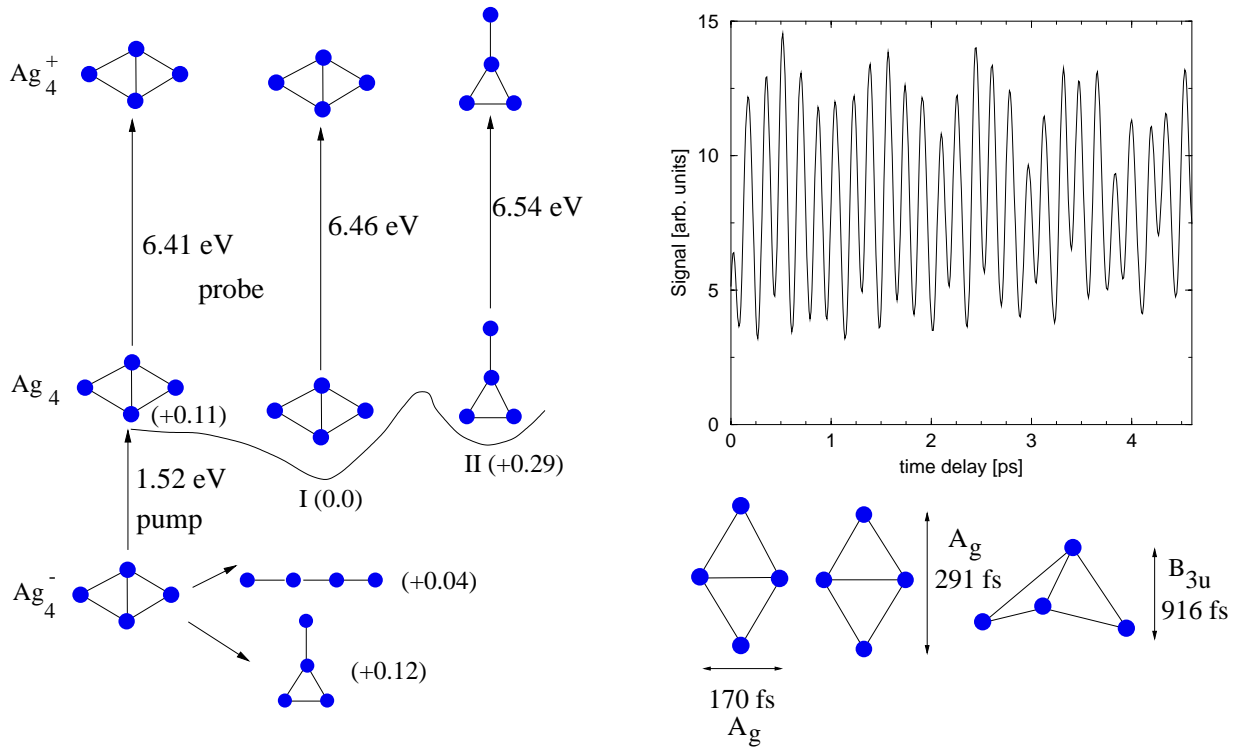 Ag4+
6.41 eV
probe
6.46 eV
6.54 eV
Ag4
(+0.11)
I (0.0)
II (+0.29)
1.52 eV
pump
Ag4-
(+0.04)
(+0.12)
Signal [arb. units]
15
10
5
0
0
1
2
3
4
time delay [ps]
170 fs
Ag
Ag
291 fs
B3u
916 fs